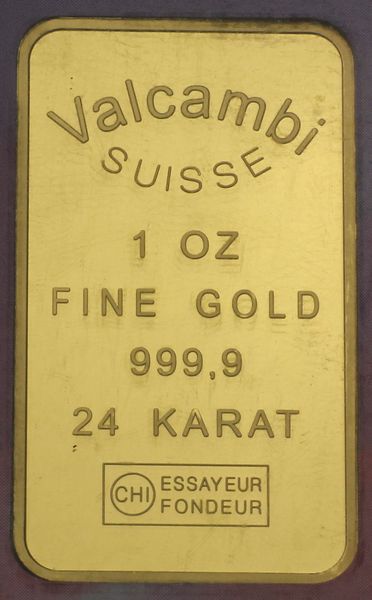 Valcambi
SUISSE
1 OZ
FINE GOLD
999,9
24 KARAT
CHI ESSAYEUR
FONDEUR